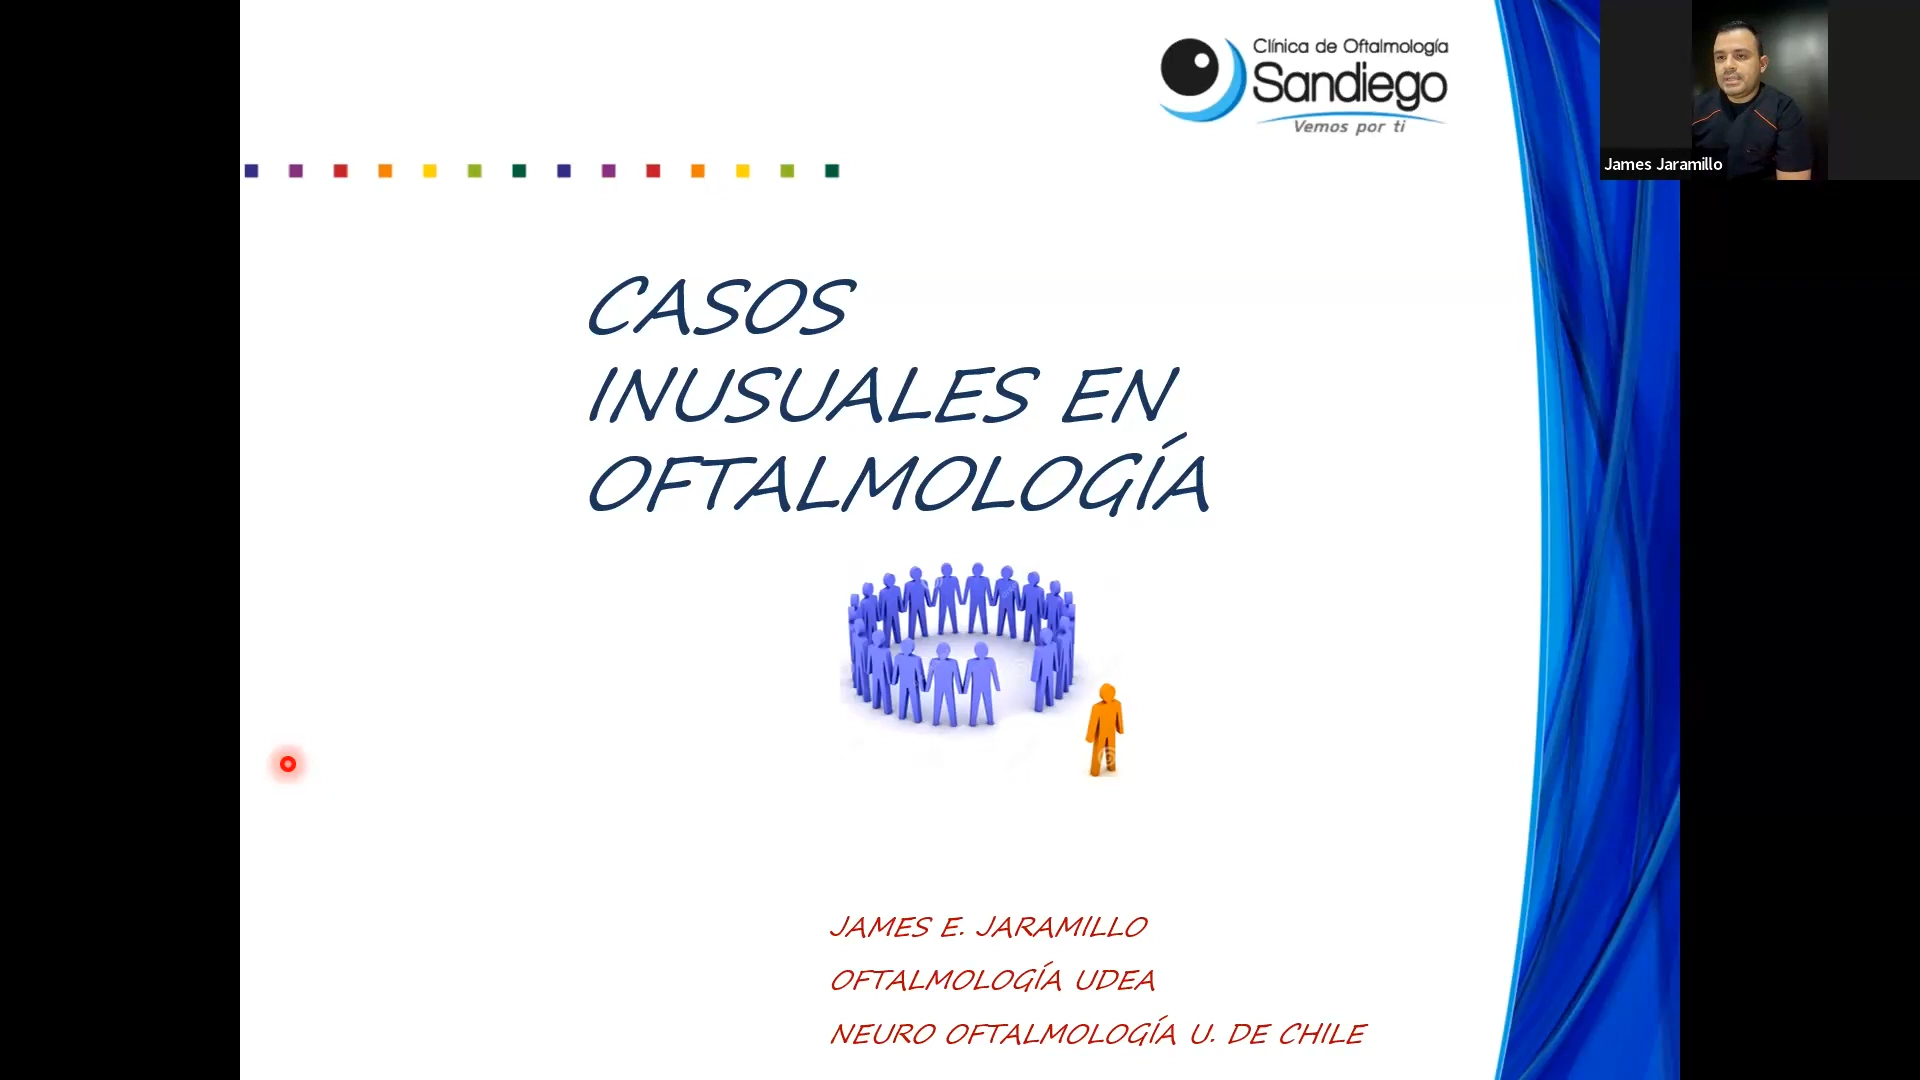 Clínica de Oftalmología
Sandiego
Vemos por ti
James Jaramillo
CASOS
INUSUALES EN
OFTALMOLOGÍA
JAMES E. JARAMILLO
OFTALMOLOGÍA UDEA
NEURO OFTALMOLOGÍA U. DE CHILE